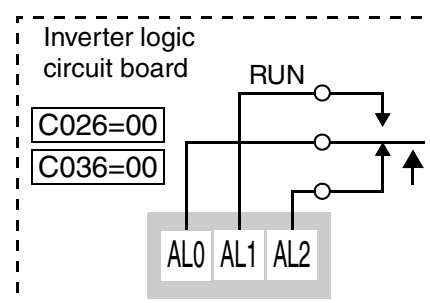 Inverter logic
circuit board
RUN
C026=00
C036=00
AL0 AL1 AL2